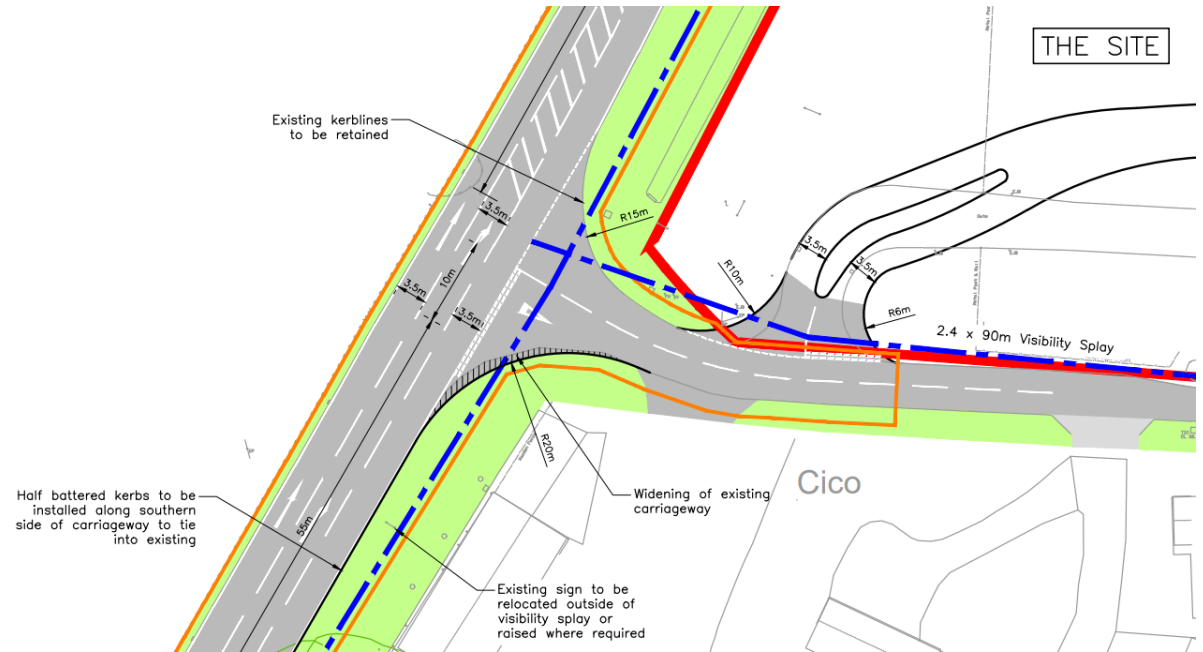 THE SITE
Existing kerblines
to be retained
R15m
3.5m
10m
3.5m
3.5m
R10m
3.5m
3.5m
R6m
2.4 x 90m Visibility Splay
R20m
Widening of existing
carriageway
Cico
Half battered kerbs to be
installed along southern
side of carriageway to tie
into existing
55m
Existing sign to be
relocated outside of
visibility splay or
raised where required